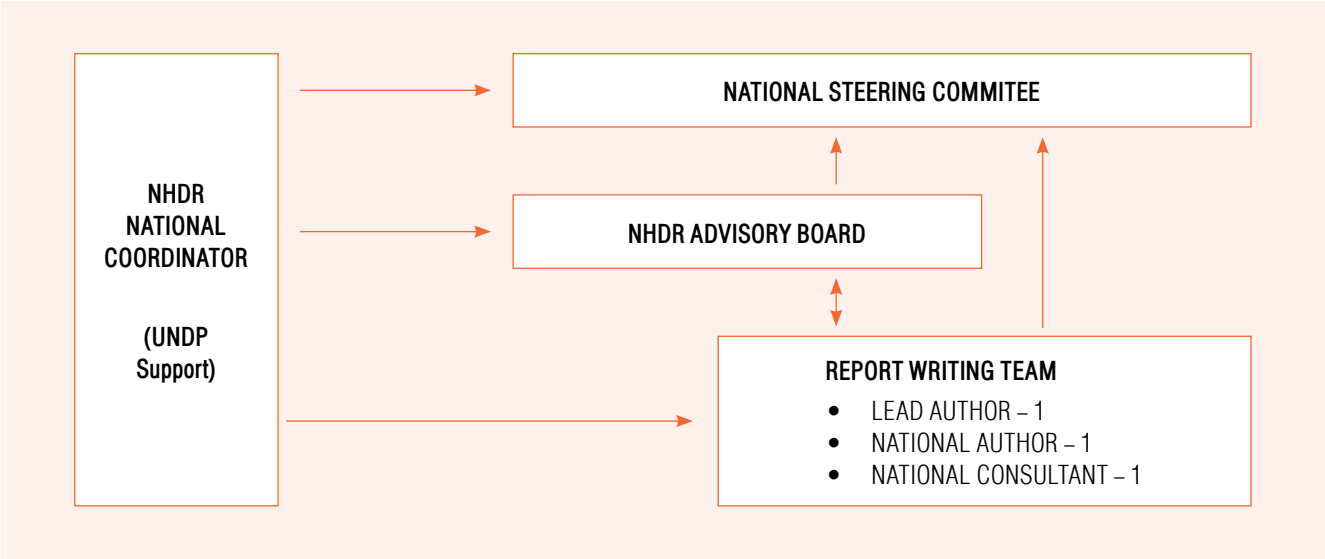 NHDR
NATIONAL
COORDINATOR
(UNDP
Support)
NATIONAL STEERING COMMITEE
NHDR ADVISORY BOARD
REPORT WRITING TEAM
• LEAD AUTHOR – 1
• NATIONAL AUTHOR – 1
• NATIONAL CONSULTANT – 1